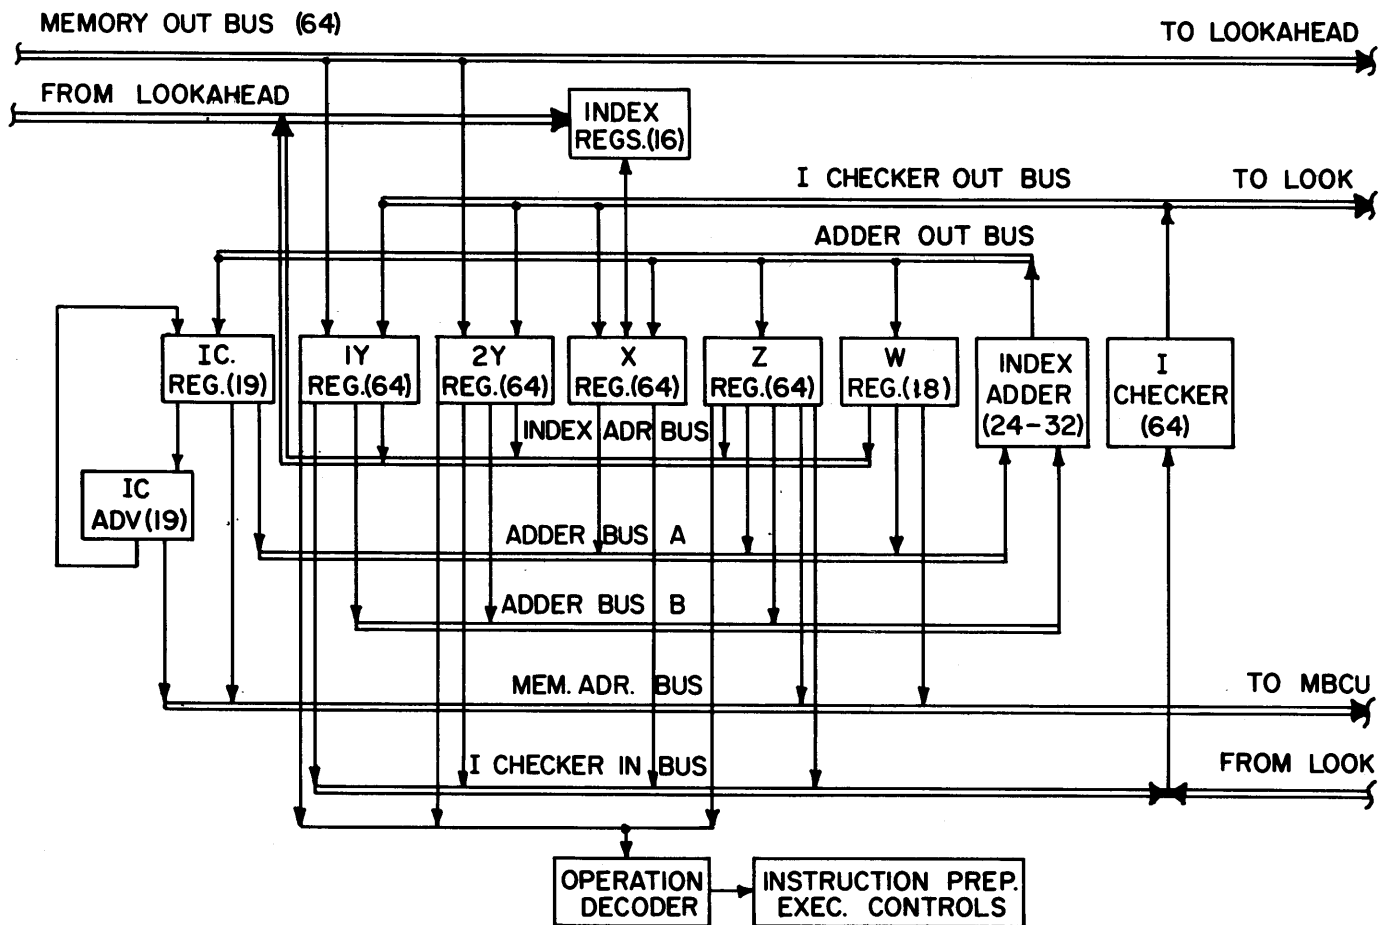 MEMORY OUT BUS (64)
TO LOOKAHEAD
FROM LOOKAHEAD
INDEX
REGS.(16)
I CHECKER OUT BUS
TO LOOK
ADDER OUT BUS
IC.
REG.(19)
1Y
REG.(64)
2Y
REG.(64)
X
REG.(64)
Z
REG.(64)
W
REG.(18)
INDEX
ADDER
(24-32)
I
CHECKER
(64)
INDEX ADR BUS
IC
ADV(19)
ADDER BUS A
ADDER BUS B
MEM. ADR. BUS
TO MBCU
I CHECKER IN BUS
FROM LOOK
OPERATION
DECODER
INSTRUCTION PREP.
EXEC. CONTROLS